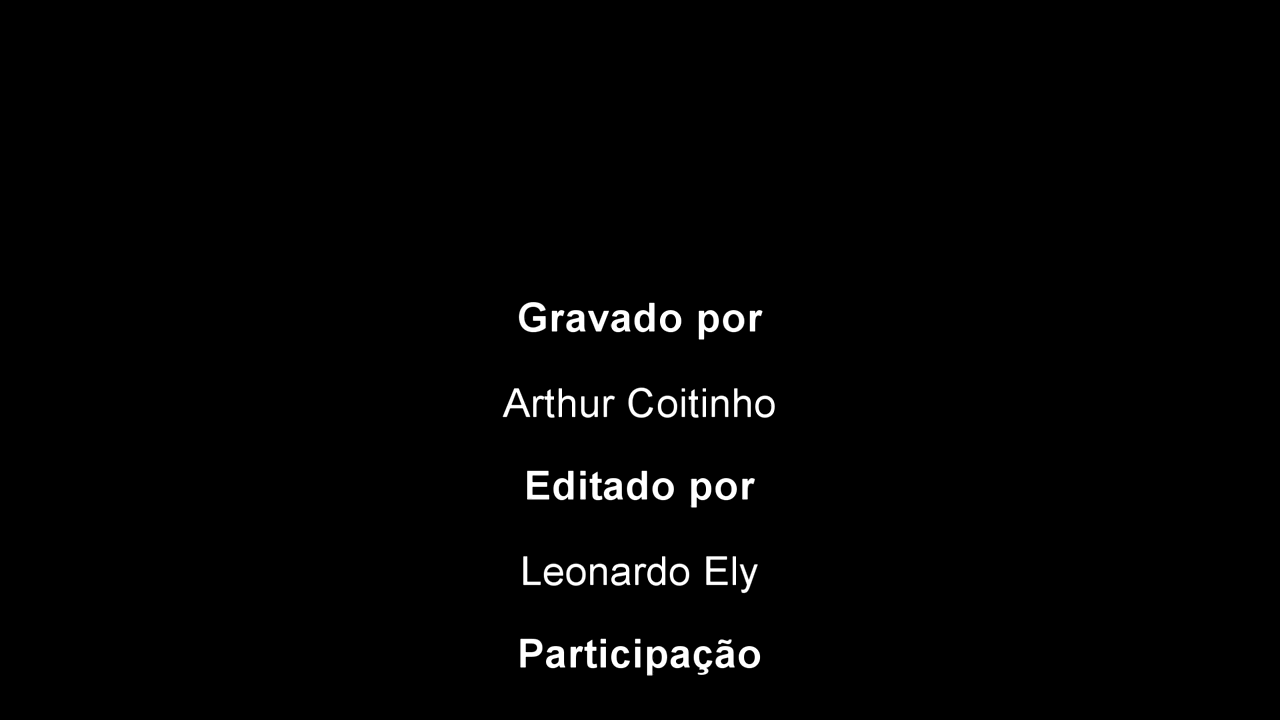 Gravado por
Arthur Coitinho
Editado por
Leonardo Ely
Participação